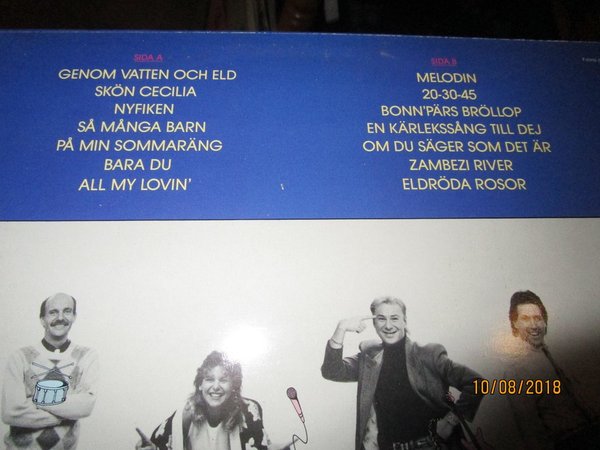 SIDA A
GENOM VATTEN OCH ELD
SKÖN CECILIA
NYFIKEN
SÅ MÅNGA BARN
PÅ MIN SOMMARÄNG
BARA DU
ALL MY LOVIN'
SIDA B
MELODIN
20-30-45
BONN'PÄRS BRÖLLOP
EN KÄRLEKSSÅNG TILL DEJ
OM DU SÄGER SOM DET ÄR
ZAMBEZI RIVER
ELDRÖDA ROSOR
10/08/2018